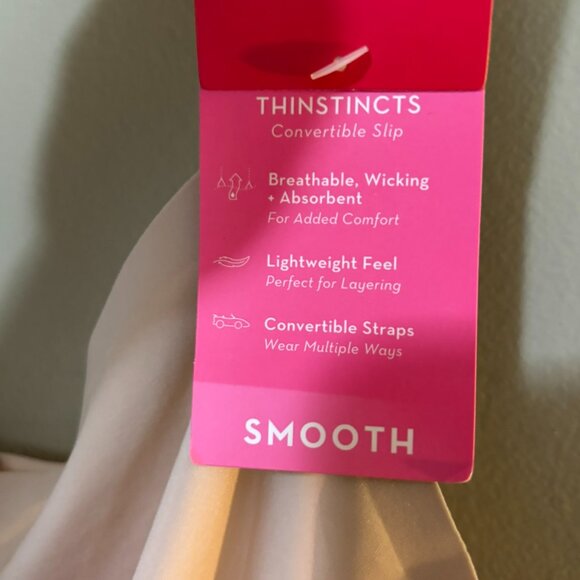 THINSTINCTS
Convertible Slip
Breathable, Wicking
+ Absorbent
For Added Comfort
Lightweight Feel
Perfect for Layering
Convertible Straps
Wear Multiple Ways
SMOOTH